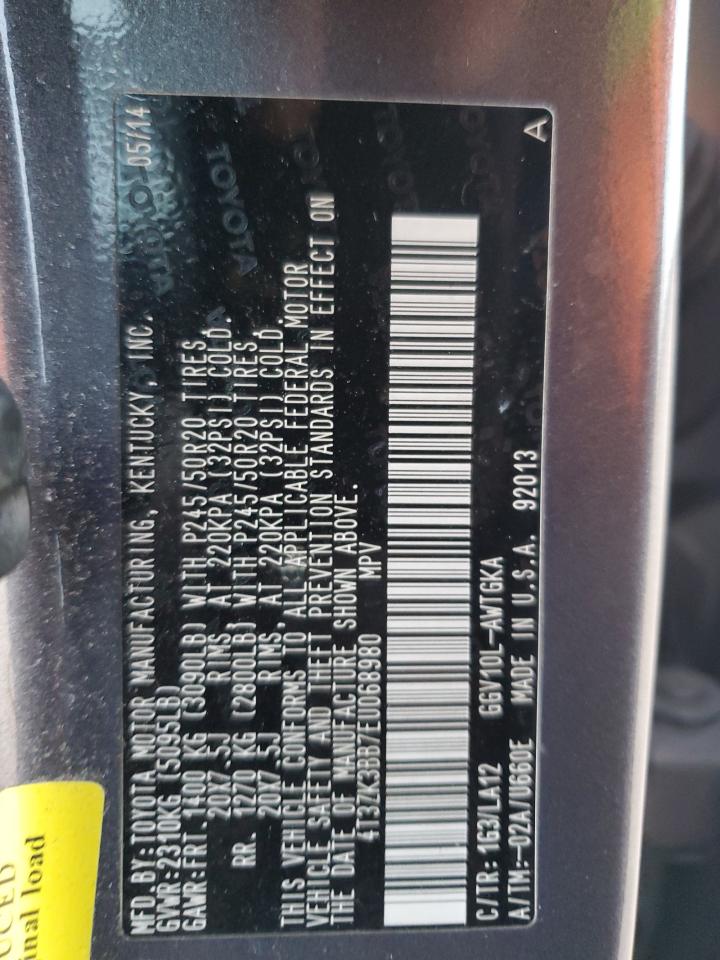 MFD. BY: TOYOTA MOTOR MANUFACTURING, KENTUCKY, INC. 05/14
GVWR: 2310KG (5095LB)
GAWR: FRT. 1400 KG (3090LB) WITH P245/50R20 TIRES,
20X7.5J RIMS, AT 220KPA (32PSI) COLD.
RR. 1270 KG (2800LB) WITH P245/50R20 TIRES,
20X7.5J RIMS, AT 220KPA (32PSI) COLD.
THIS VEHICLE CONFORMS TO ALL APPLICABLE FEDERAL MOTOR
VEHICLE SAFETY AND THEFT PREVENTION STANDARDS IN EFFECT ON
THE DATE OF MANUFACTURE SHOWN ABOVE.
4T3ZK3BB7EU068980 MPV
C/TR: 1G3/LA12 GGV10L-AWTGKA
A/TM: -02A/U660E MADE IN U.S.A. 92013
A
TOYOTA
TOYOTA
UCED
inal load